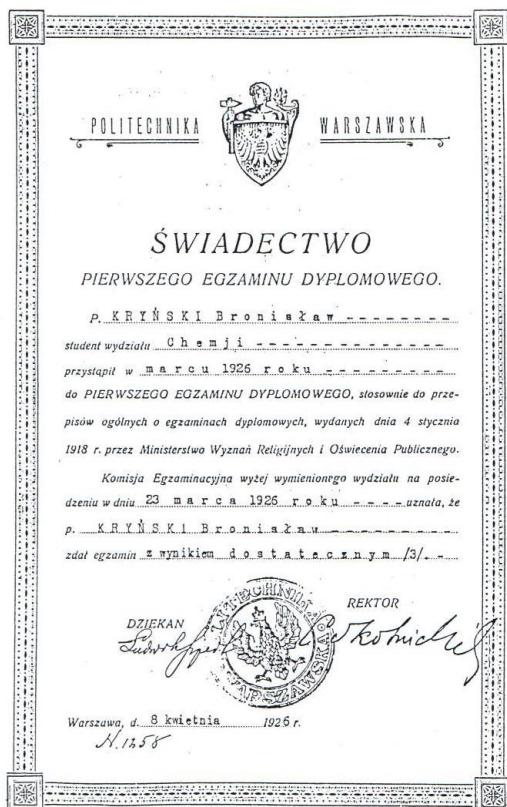 POLITECHNIKA WARSZAWSKA
ŚWIADECTWO
PIERWSZEGO EGZAMINU DYPLOMOWEGO.
P. KRYŃSKI Bronisław – – – – – – – –
student wydziału Chemji – – – – – – – – – – – – – –
przystąpił w marcu 1926 roku – – – – – – – – –
do PIERWSZEGO EGZAMINU DYPLOMOWEGO, stosownie do prze-
pisów ogólnych o egzaminach dyplomowych, wydanych dnia 4 stycznia
1918 r. przez Ministerstwo Wyznań Religijnych i Oświecenia Publicznego.
Komisja Egzaminacyjna wyżej wymienionego wydziału na posie-
dzeniu w dniu 23 marca 1926 roku – – – – uznała, że
p. KRYŃSKI Bronisław – – – – – – – – – – –
zdał egzamin z wynikiem dostatecznym /3/. –
REKTOR
DZIEKAN
POLITECHNIKA WARSZAWSKA
Warszawa, d. 8 kwietnia 1926 r.
N. 1258